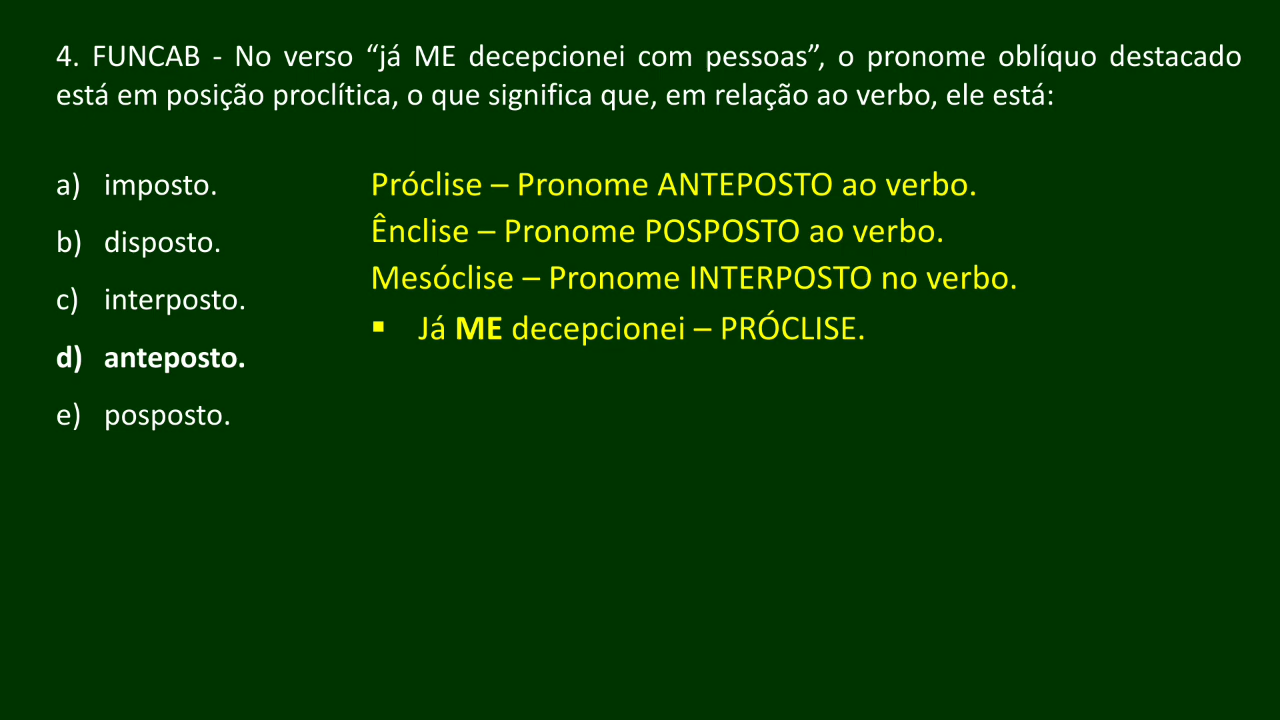 4. FUNCAB - No verso “já ME decepcionei com pessoas”, o pronome oblíquo destacado
está em posição proclítica, o que significa que, em relação ao verbo, ele está:
a) imposto.
b) disposto.
c) interposto.
d) anteposto.
e) posposto.
Próclise – Pronome ANTEPOSTO ao verbo.
Ênclise – Pronome POSPOSTO ao verbo.
Mesóclise – Pronome INTERPOSTO no verbo.
▪ Já ME decepcionei – PRÓCLISE.